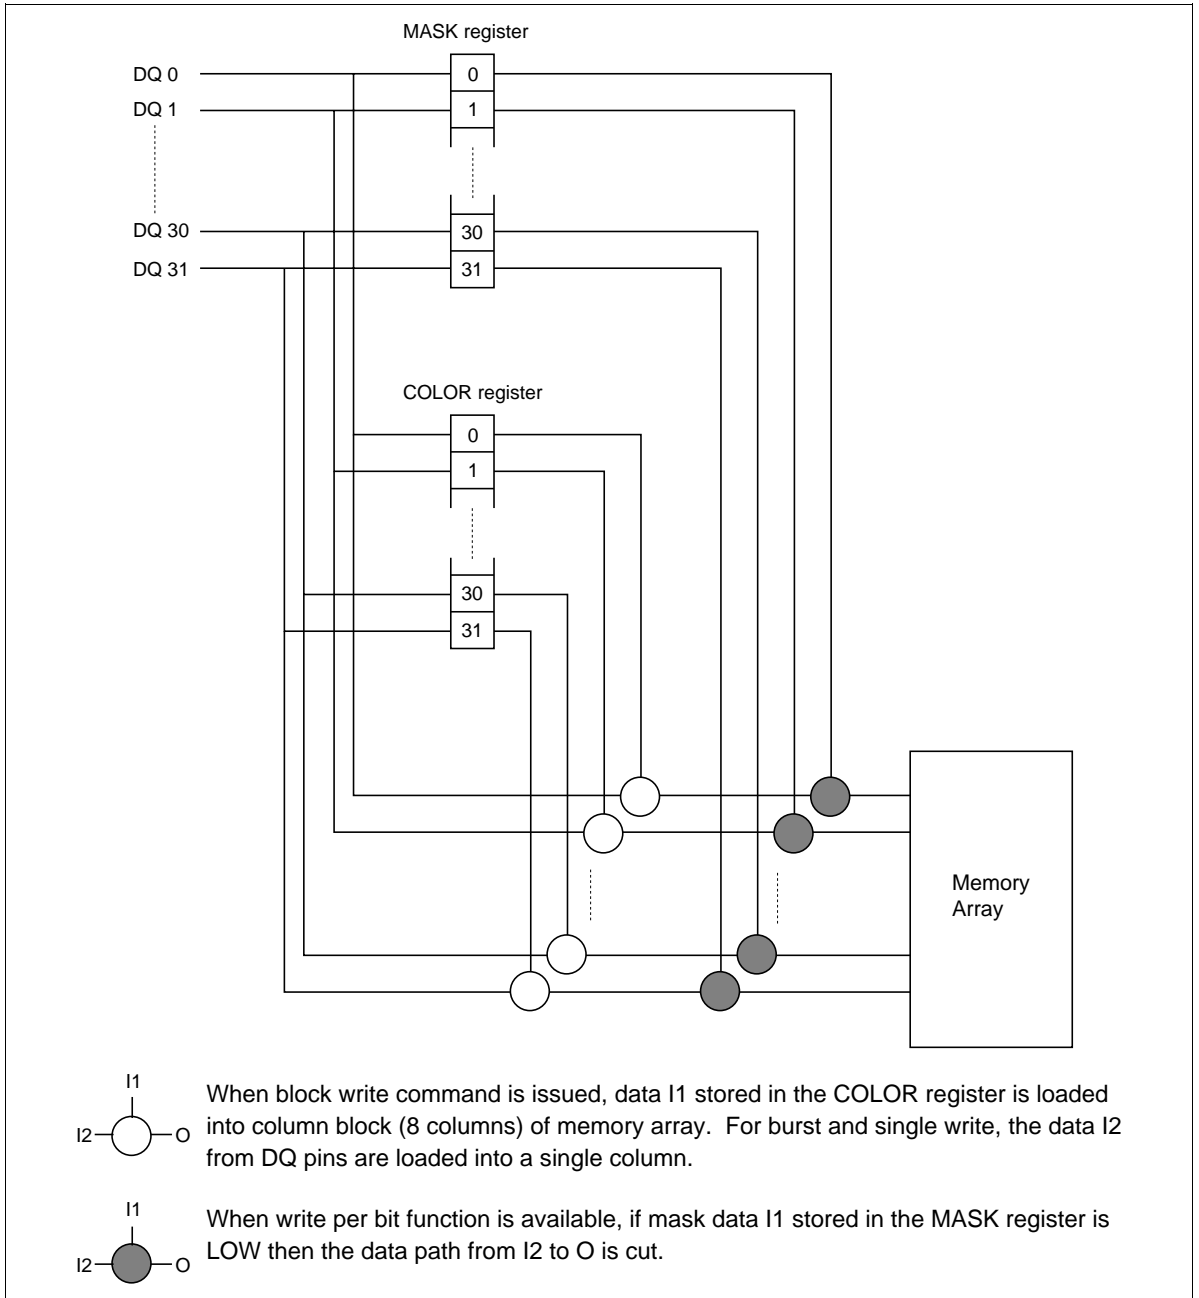 MASK register
DQ 0
0
DQ 1
1
DQ 30
30
DQ 31
31
COLOR register
0
1
30
31
Memory
Array
I1
I2
O
When block write command is issued, data I1 stored in the COLOR register is loaded
into column block (8 columns) of memory array. For burst and single write, the data I2
from DQ pins are loaded into a single column.
I1
I2
O
When write per bit function is available, if mask data I1 stored in the MASK register is
LOW then the data path from I2 to O is cut.